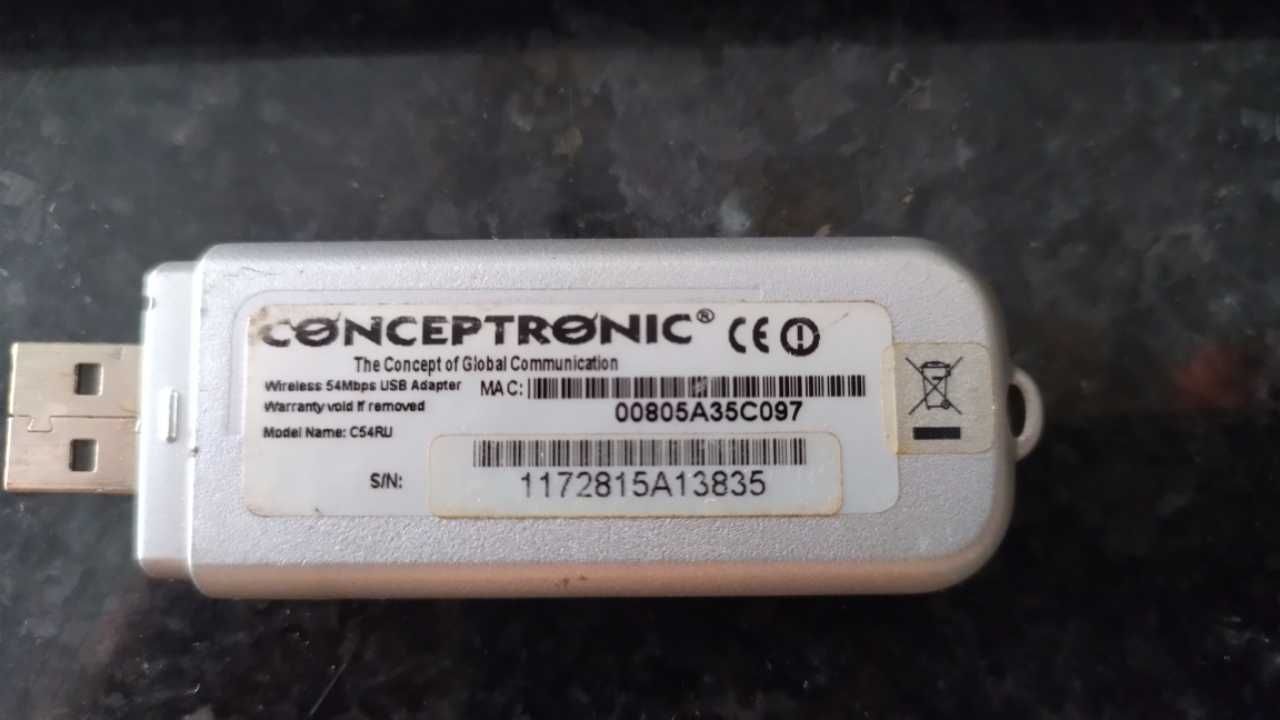 CONCEPTRONIC® CE
The Concept of Global Communication
Wireless 54Mbps USB Adapter
MAC:
Warranty void if removed
00805A35C097
Model Name: C54RU
S/N:
1172815A13835